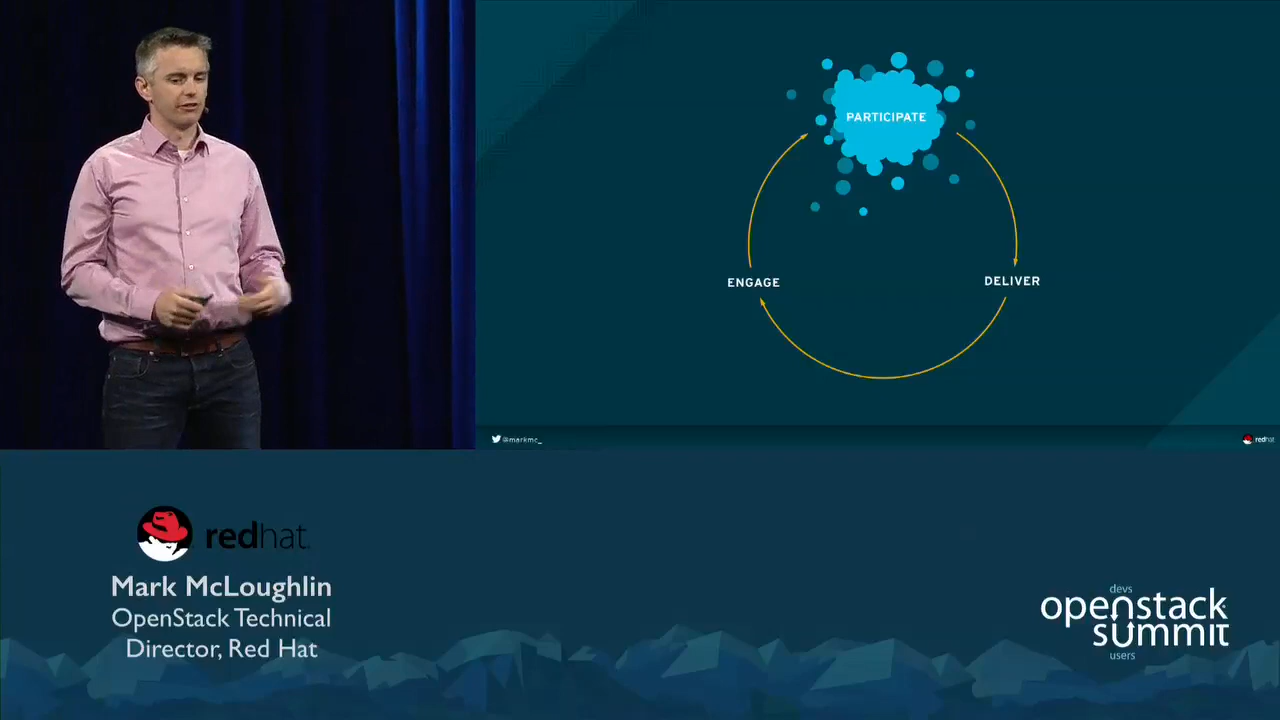 PARTICIPATE
ENGAGE
DELIVER
@markmc_
redhat
redhat.
Mark McLoughlin
OpenStack Technical
Director, Red Hat
devs
openstack
summit
users